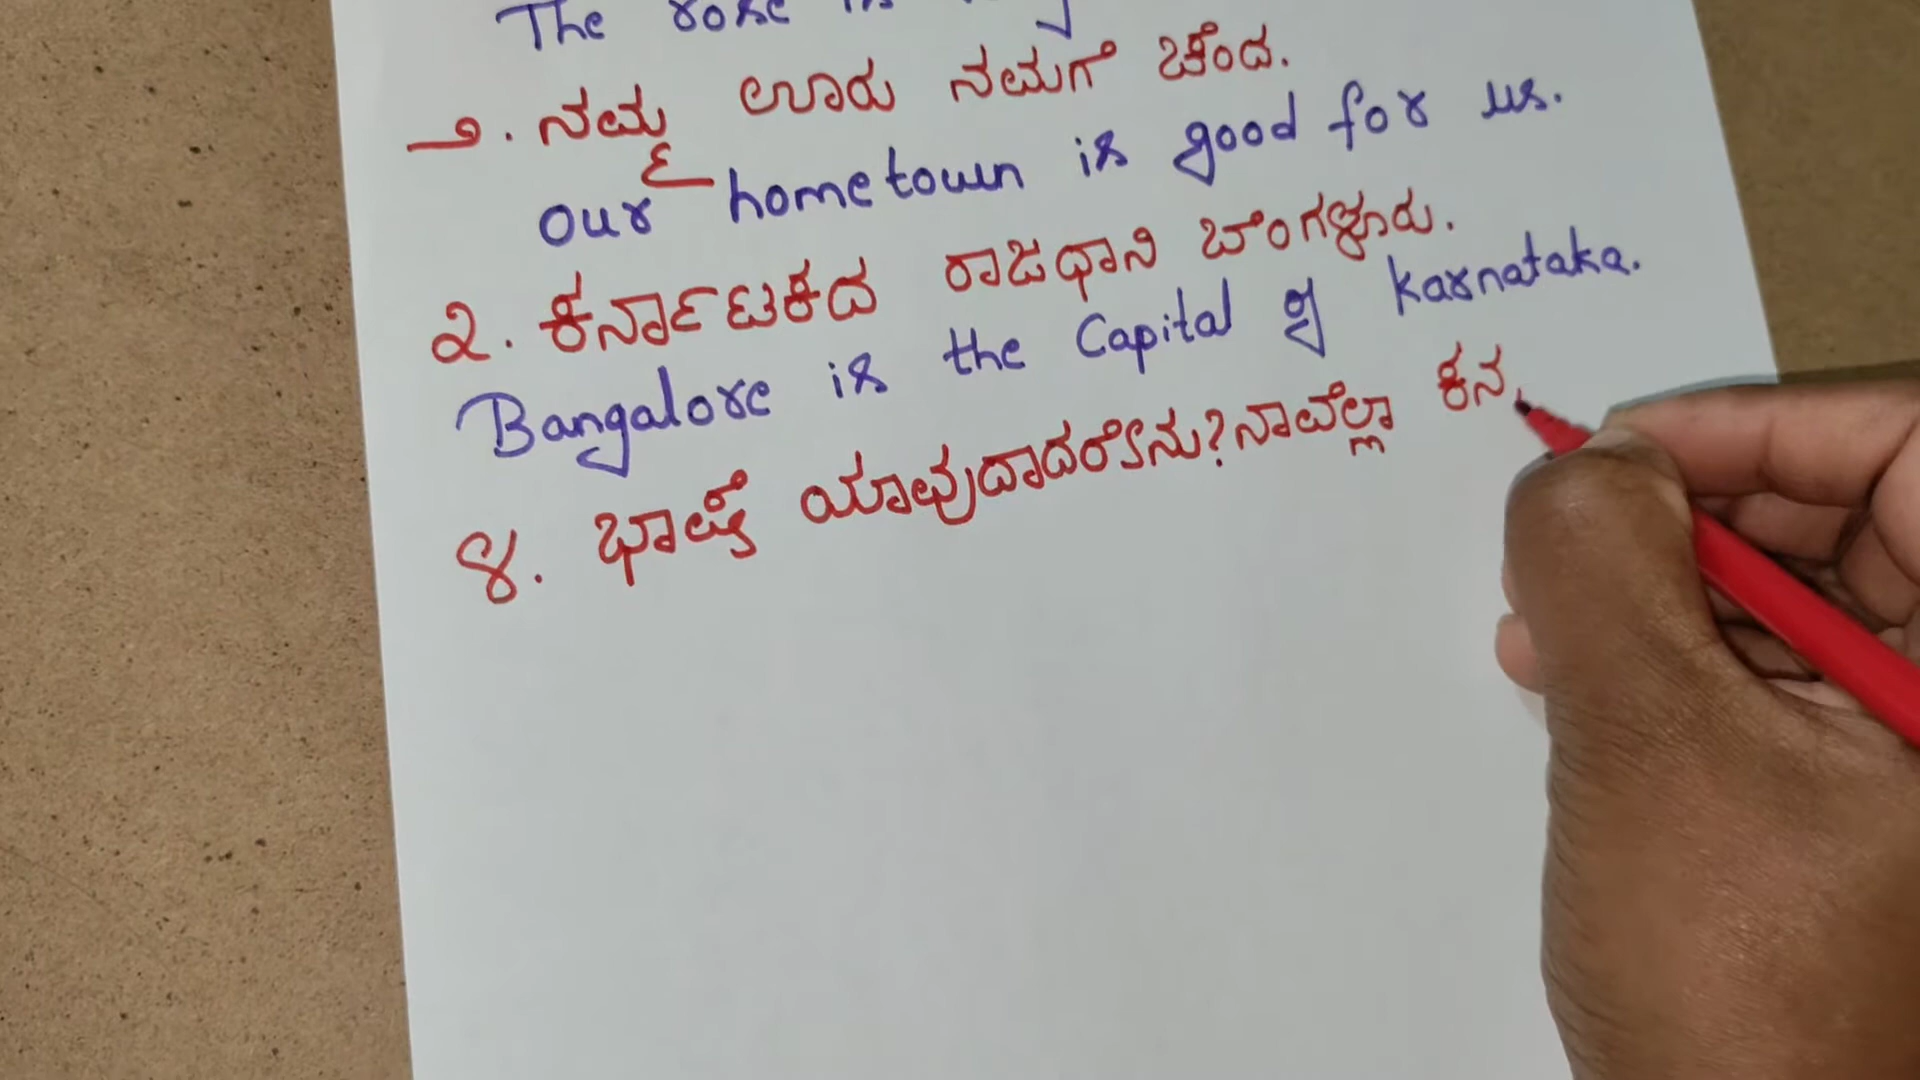 The rose is
೨. ನಮ್ಮ ಊರು ನಮಗೆ ಚೆಂದ.
our hometown is good for us.
೩. ಕರ್ನಾಟಕದ ರಾಜಧಾನಿ ಬೆಂಗಳೂರು.
Bangalore is the Capital of Karnataka.
೪. ಭಾಷೆ ಯಾವುದಾದರೇನು? ನಾವೆಲ್ಲಾ ಕನ